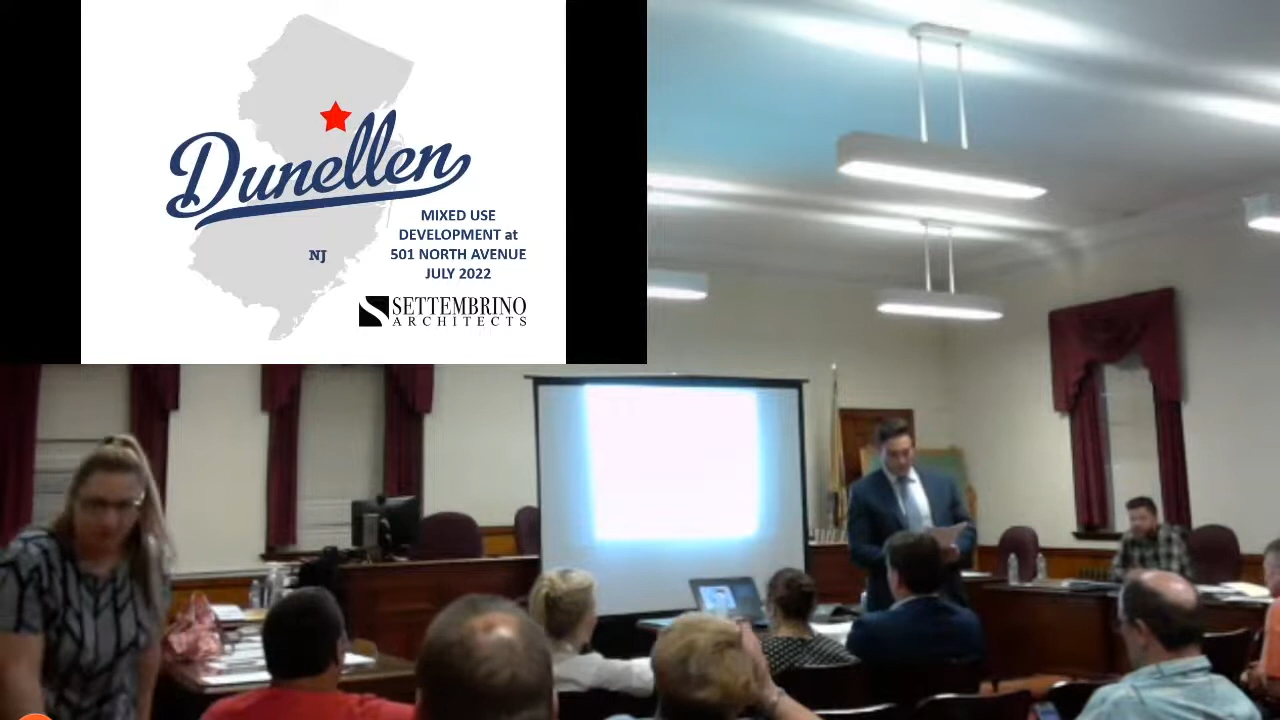 Dunellen
MIXED USE
DEVELOPMENT at
501 NORTH AVENUE
JULY 2022
NJ
SETTEMBRINO
ARCHITECTS